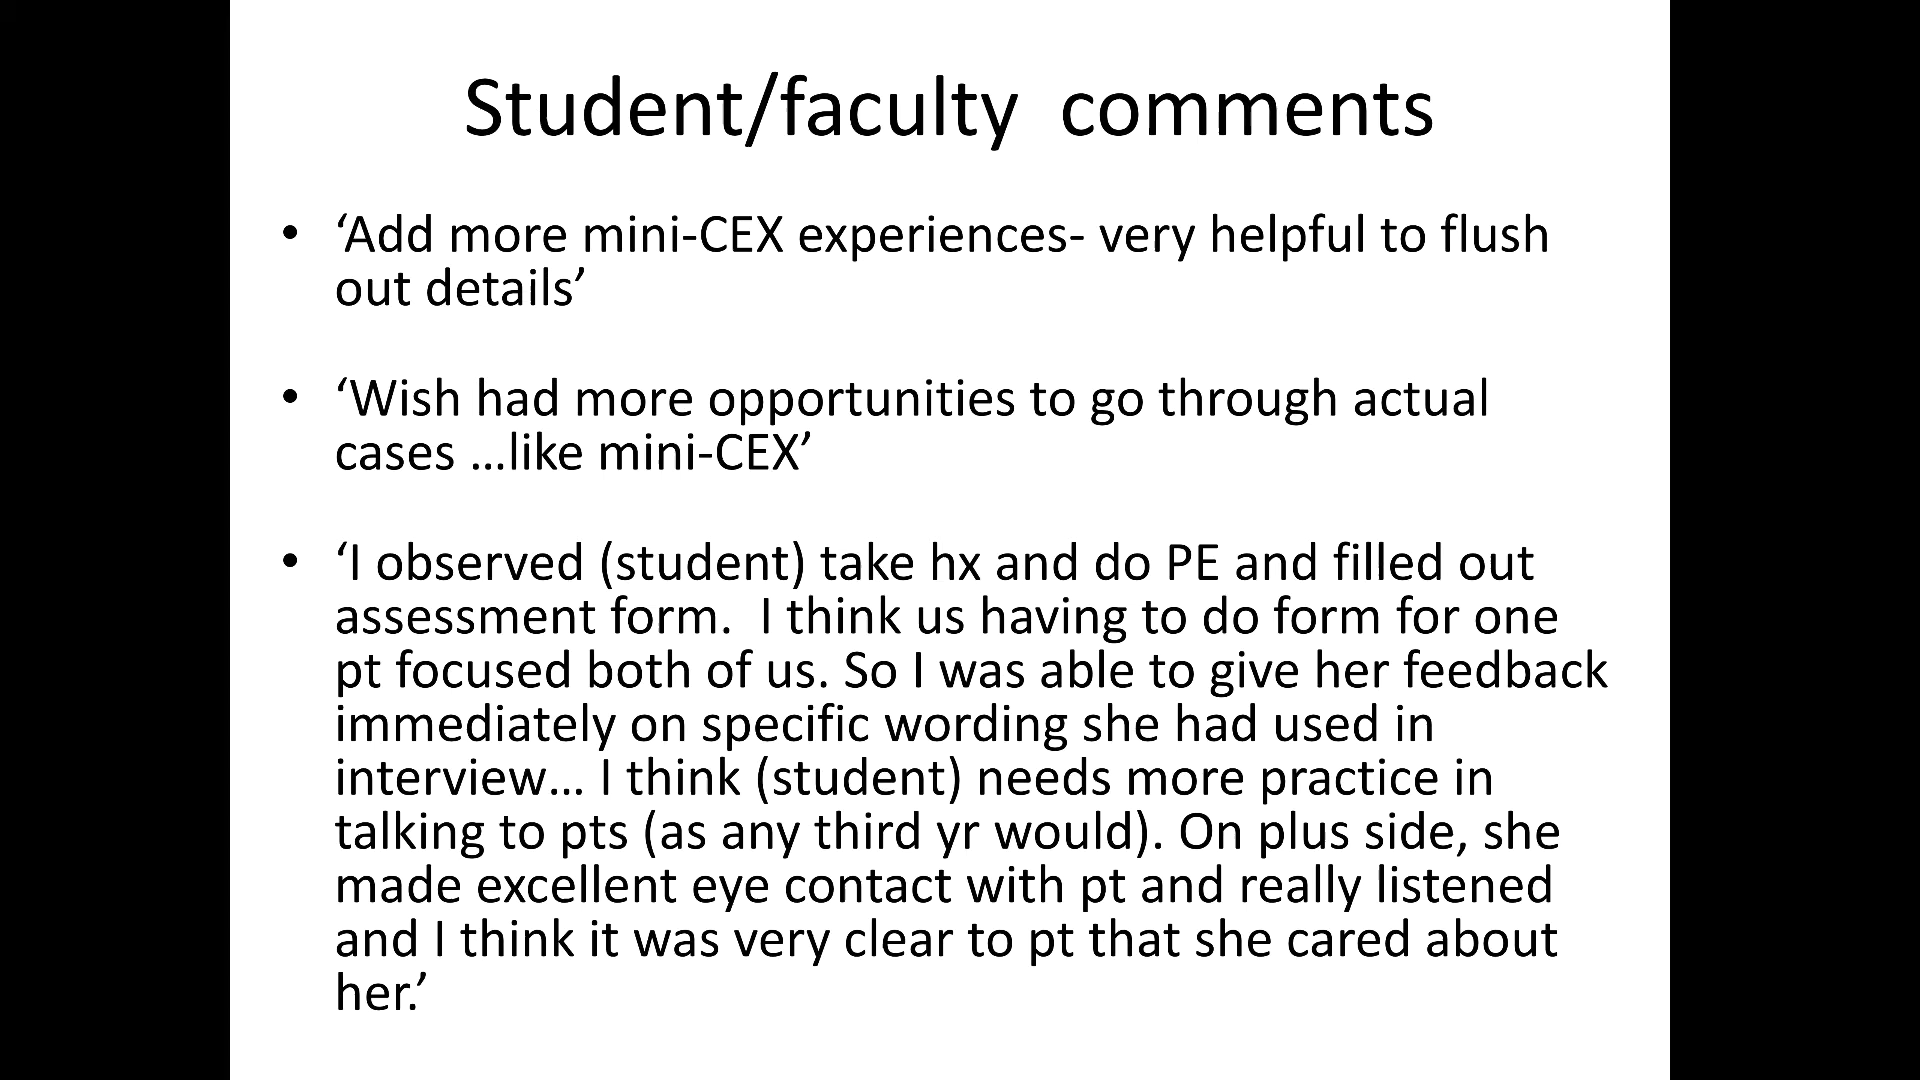 Student/faculty  comments
• ‘Add more mini-CEX experiences- very helpful to flush
out details’
• ‘Wish had more opportunities to go through actual
cases …like mini-CEX’
• ‘I observed (student) take hx and do PE and filled out
assessment form.  I think us having to do form for one
pt focused both of us. So I was able to give her feedback
immediately on specific wording she had used in
interview… I think (student) needs more practice in
talking to pts (as any third yr would). On plus side, she
made excellent eye contact with pt and really listened
and I think it was very clear to pt that she cared about
her.’